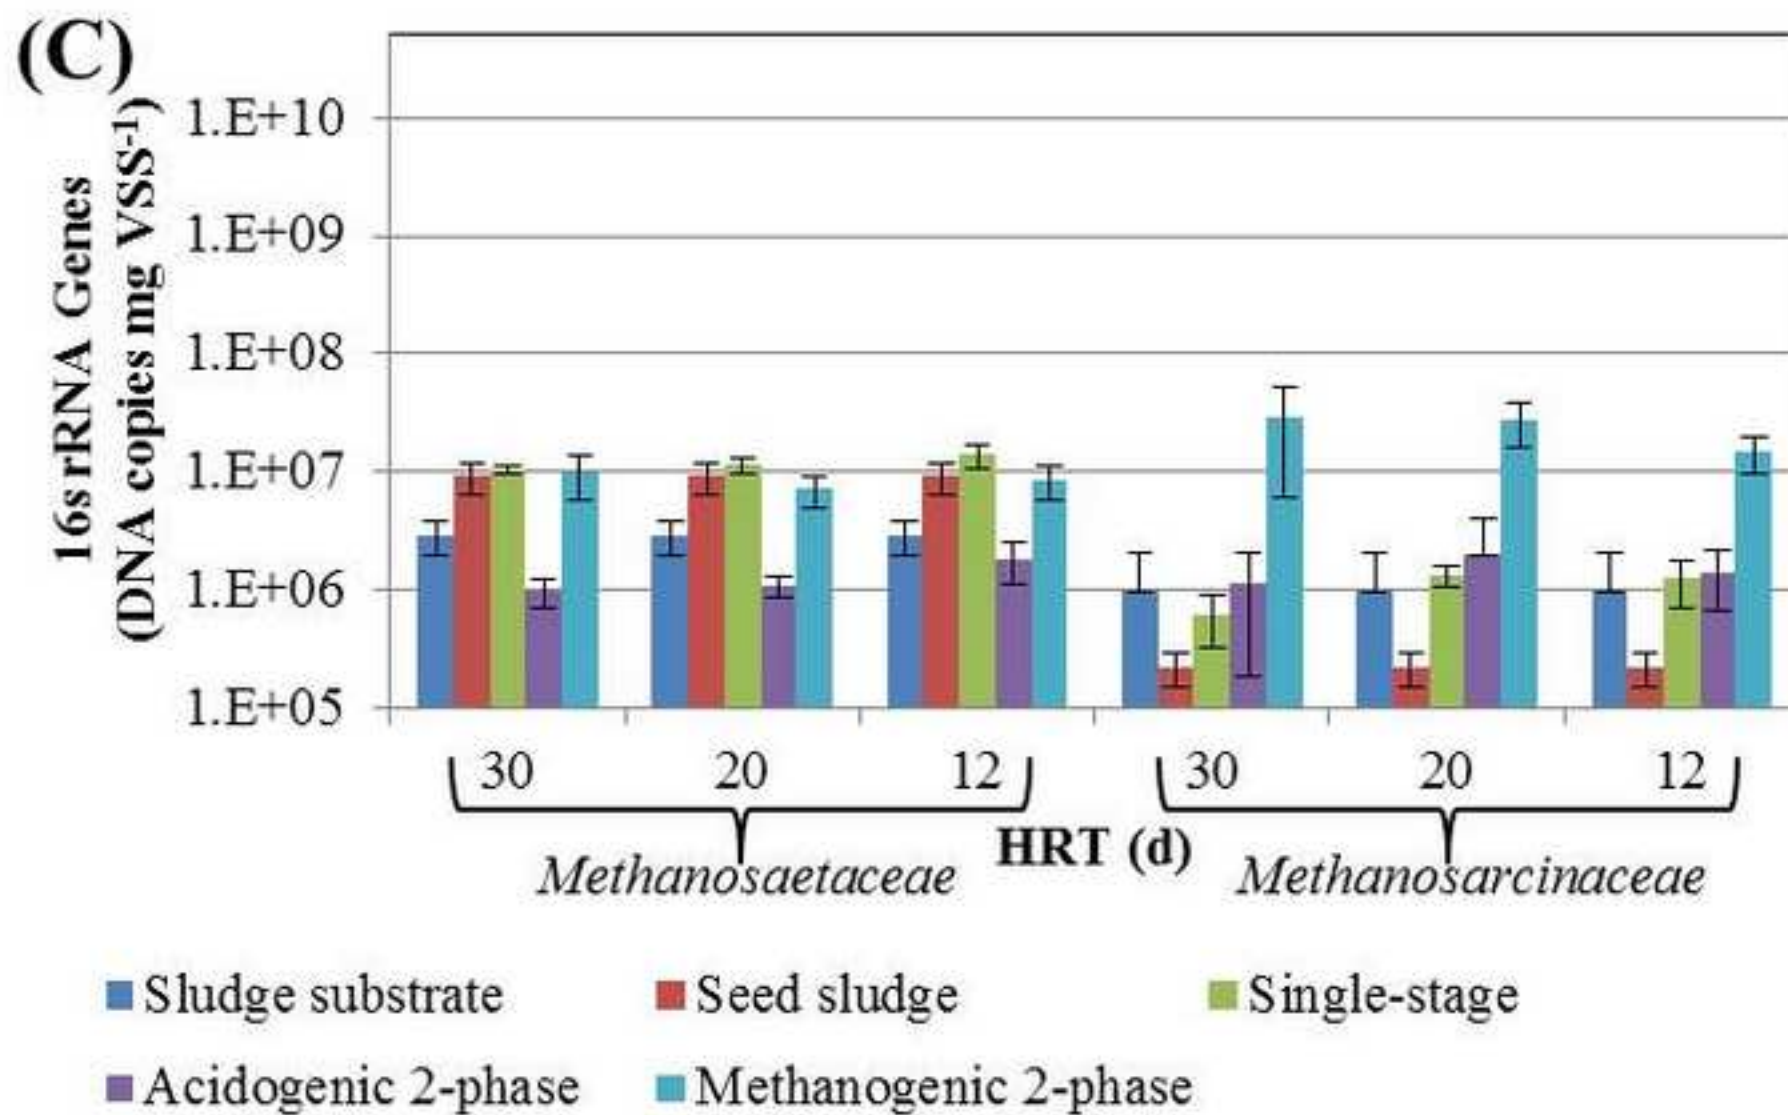 (C)
16s rRNA Genes
(DNA copies mg VSS-1)
1.E+10
1.E+09
1.E+08
1.E+07
1.E+06
1.E+05
30 20 12 30 20 12
HRT (d)
Methanosaetaceae Methanosarcinaceae
Sludge substrate Seed sludge Single-stage
Acidogenic 2-phase Methanogenic 2-phase